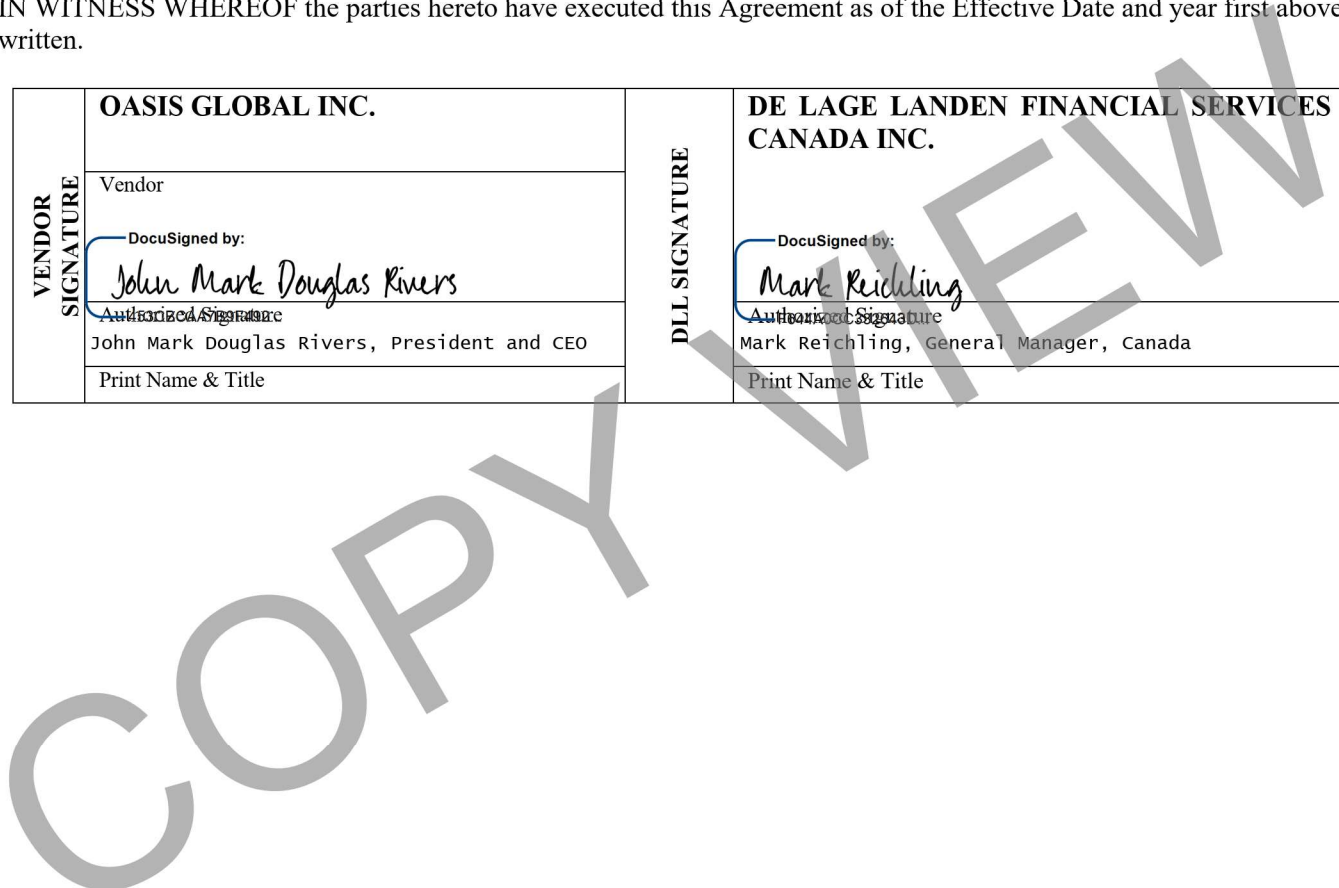 IN WITNESS WHEREOF the parties hereto have executed this Agreement as of the Effective Date and year first above
written.
VENDOR
SIGNATURE
OASIS GLOBAL INC.
Vendor
DocuSigned by:
John Mark Douglas Rivers
Authorized Signature
John Mark Douglas Rivers, President and CEO
Print Name & Title
DLL SIGNATURE
DE LAGE LANDEN FINANCIAL SERVICES
CANADA INC.
DocuSigned by:
Mark Reichling
Authorized Signature
Mark Reichling, General Manager, Canada
Print Name & Title
COPY VIEW